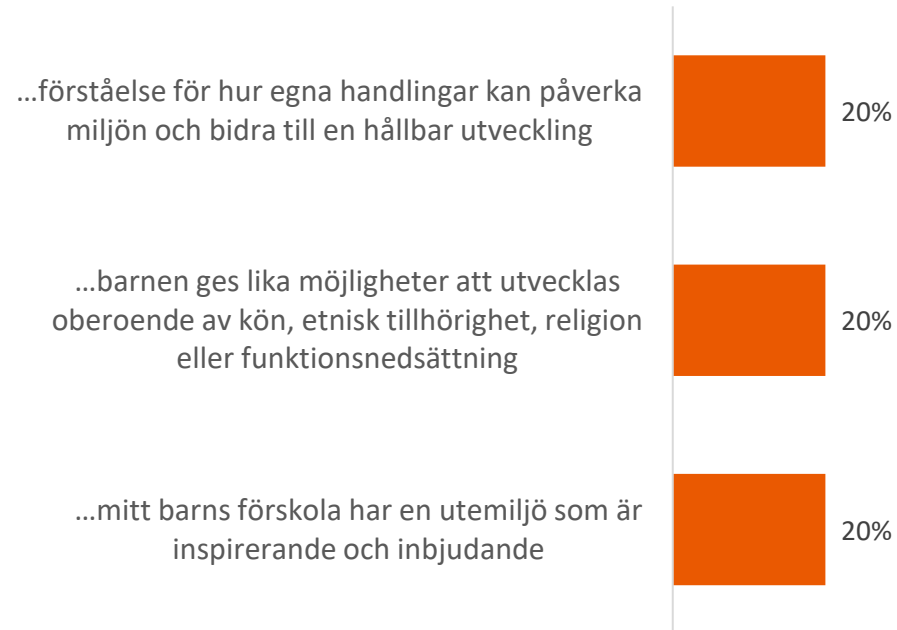 ...förståelse för hur egna handlingar kan påverka
miljön och bidra till en hållbar utveckling
20%
...barnen ges lika möjligheter att utvecklas
oberoende av kön, etnisk tillhörighet, religion
eller funktionsnedsättning
20%
...mitt barns förskola har en utemiljö som är
inspirerande och inbjudande
20%